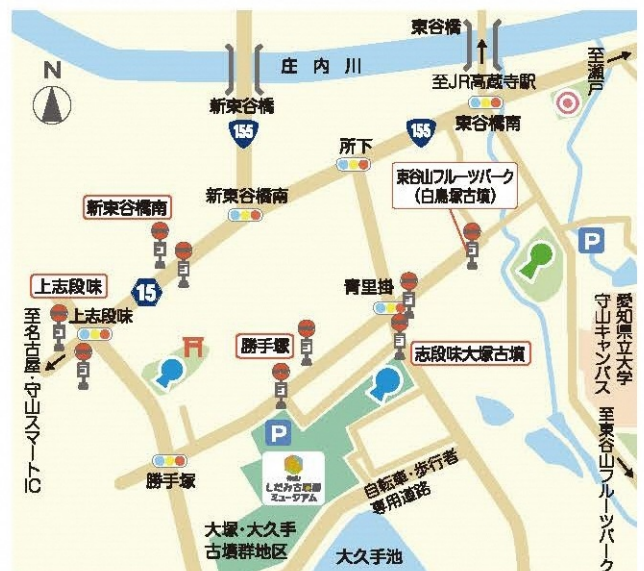 東谷橋
至瀬戸
庄内川
N
至JR高蔵寺駅
新東谷橋
155
155
東谷橋南
所下
東谷山フルーツパーク
(白鳥塚古墳)
新東谷橋南
新東谷橋南
P
上志段味
15
青里掛
上志段味
愛知県立大学
守山キャンパス
至名古屋・守山スマートIC
勝手塚
志段味大塚古墳
P
至東谷山フルーツパーク
勝手塚
しだみ古墳群
ミュージアム
自転車・歩行者
専用道路
大塚・大久手
古墳群地区
大久手池